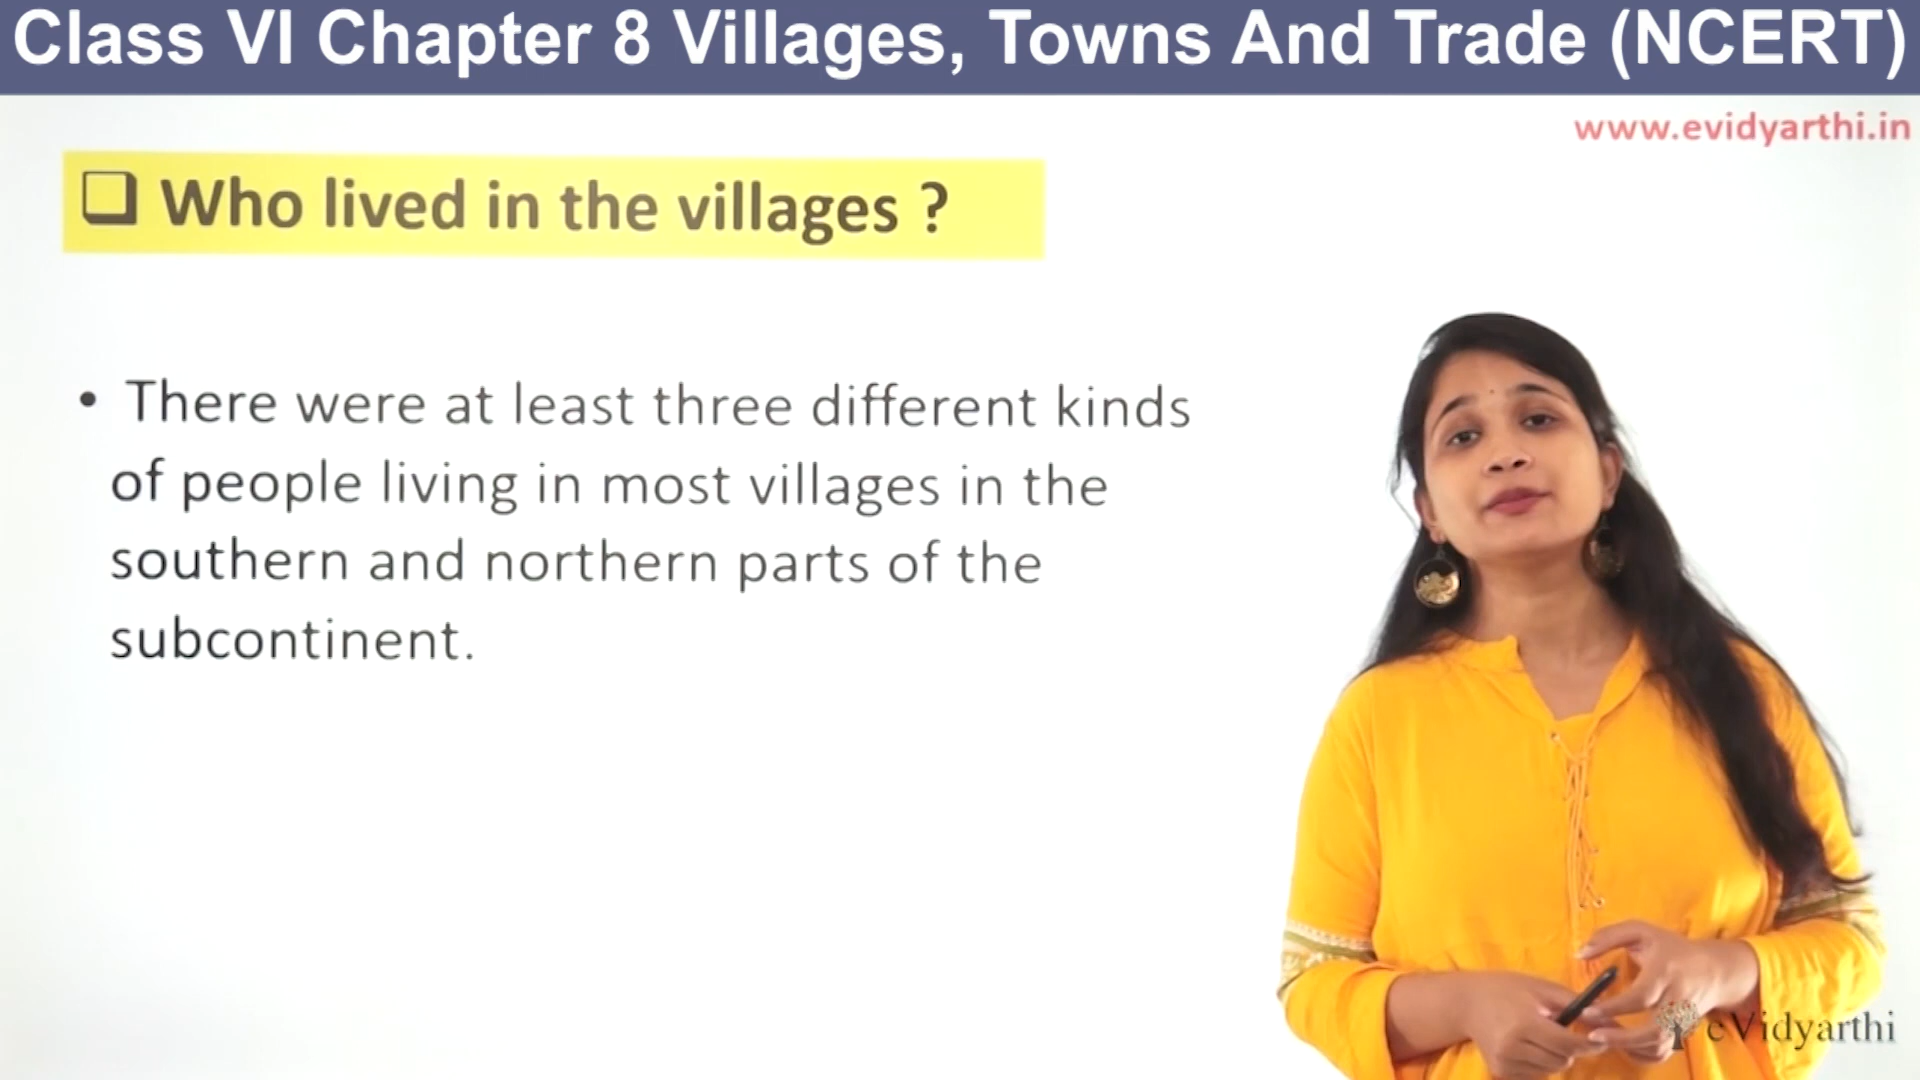 Class VI Chapter 8 Villages, Towns And Trade (NCERT)
www.evidyarthi.in
❑ Who lived in the villages ?
• There were at least three different kinds
of people living in most villages in the
southern and northern parts of the
subcontinent.
eVidyarthi